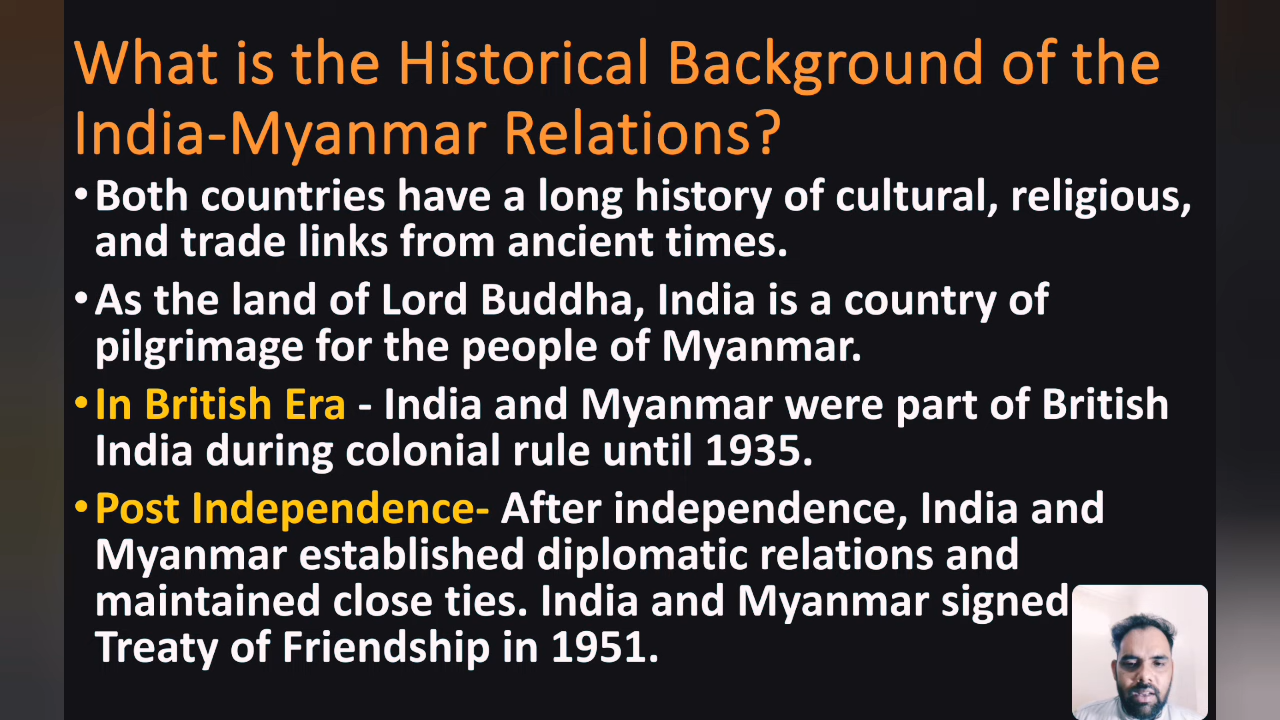 What is the Historical Background of the
India-Myanmar Relations?
•Both countries have a long history of cultural, religious,
and trade links from ancient times.
•As the land of Lord Buddha, India is a country of
pilgrimage for the people of Myanmar.
•In British Era - India and Myanmar were part of British
India during colonial rule until 1935.
•Post Independence- After independence, India and
Myanmar established diplomatic relations and
maintained close ties. India and Myanmar signed
Treaty of Friendship in 1951.